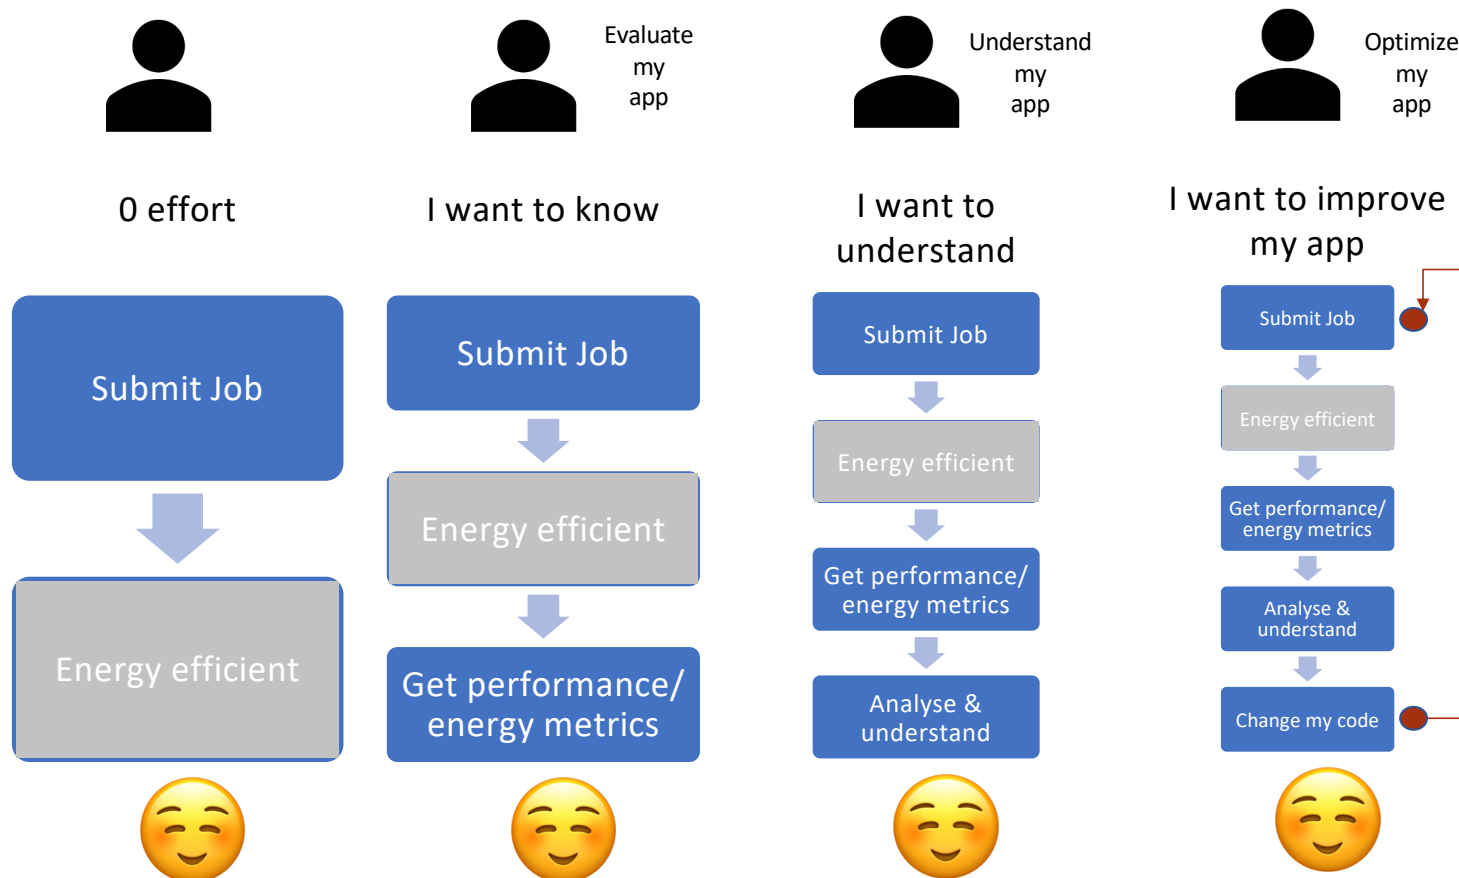 0 effort
Submit Job
Energy efficient
Evaluate
my
app
I want to know
Submit Job
Energy efficient
Get performance/
energy metrics
Understand
my
app
I want to
understand
Submit Job
Energy efficient
Get performance/
energy metrics
Analyse &
understand
Optimize
my
app
I want to improve
my app
Submit Job
Energy efficient
Get performance/
energy metrics
Analyse &
understand
Change my code